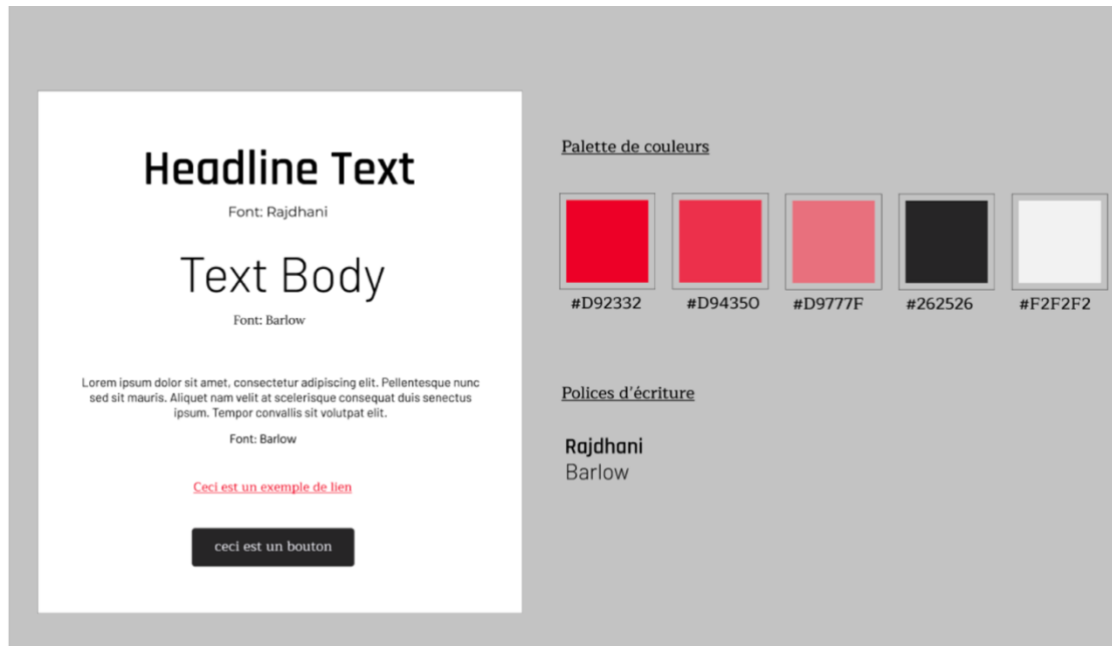 Headline Text
Font: Rajdhani
Text Body
Font: Barlow
Lorem ipsum dolor sit amet, consectetur adipiscing elit. Pellentesque nunc
sed sit mauris. Aliquet nam velit at scelerisque consequat duis senectus
ipsum. Tempor convallis sit volutpat elit.
Font: Barlow
Ceci est un exemple de lien
ceci est un bouton
Palette de couleurs
#D92332 #D94350 #D9777F #262526 #F2F2F2
Polices d'écriture
Rajdhani
Barlow